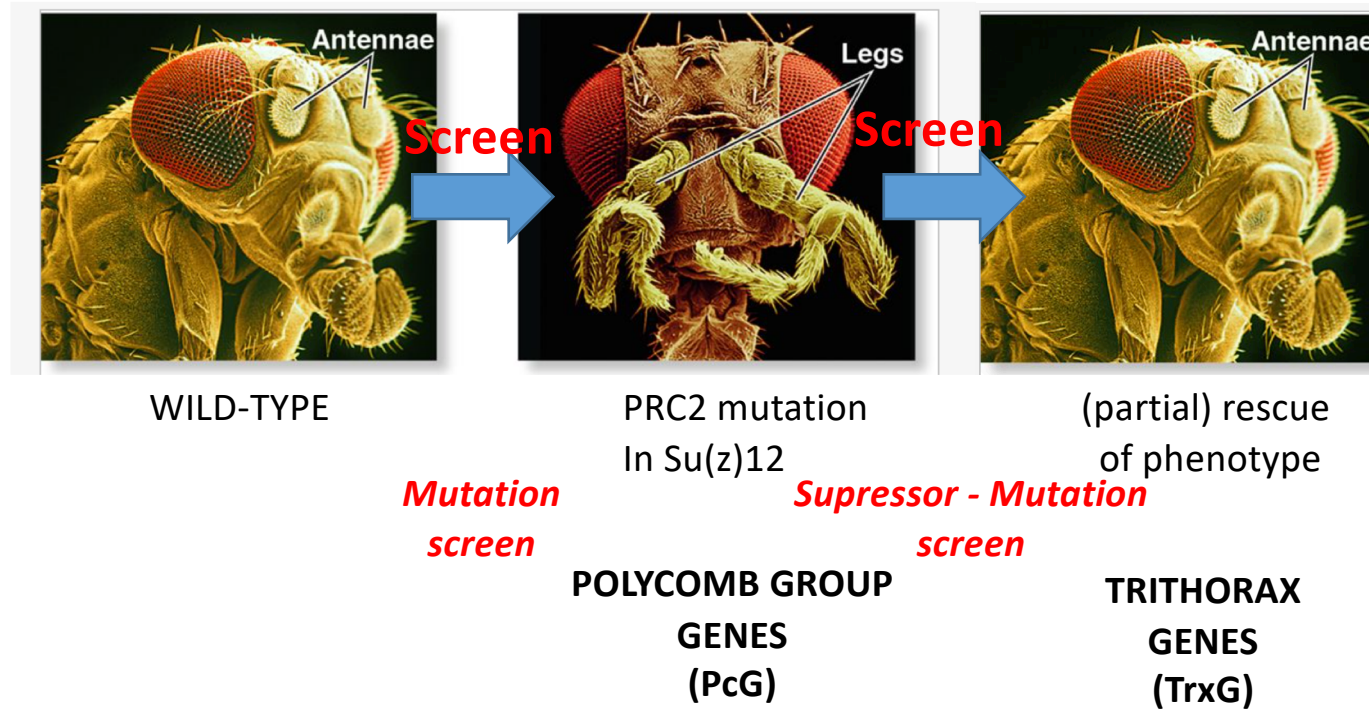 Antennae
Screen
Legs
Screen
Antennae
WILD-TYPE
PRC2 mutation
In Su(z)12
(partial) rescue
of phenotype
Mutation
screen
Supressor - Mutation
screen
POLYCOMB GROUP
GENES
(PcG)
TRITHORAX
GENES
(TrxG)